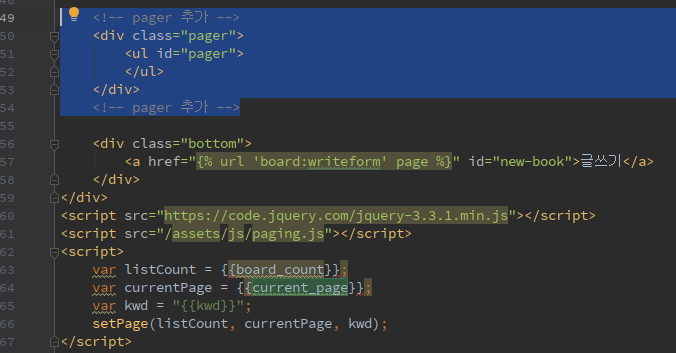 49 <!-- pager 추가 -->
50 <div class="pager">
51 <ul id="pager">
52 </ul>
53 </div>
54 <!-- pager 추가 -->
55
56 <div class="bottom">
57 <a href="{% url 'board:writeform' page %}" id="new-book">글쓰기</a>
58 </div>
59 </div>
60 <script src="https://code.jquery.com/jquery-3.3.1.min.js"></script>
61 <script src="/assets/js/paging.js"></script>
62 <script>
63 var listCount = {{board_count}};
64 var currentPage = {{current_page}};
65 var kwd = "{{kwd}}";
66 setPage(listCount, currentPage, kwd);
67 </script>